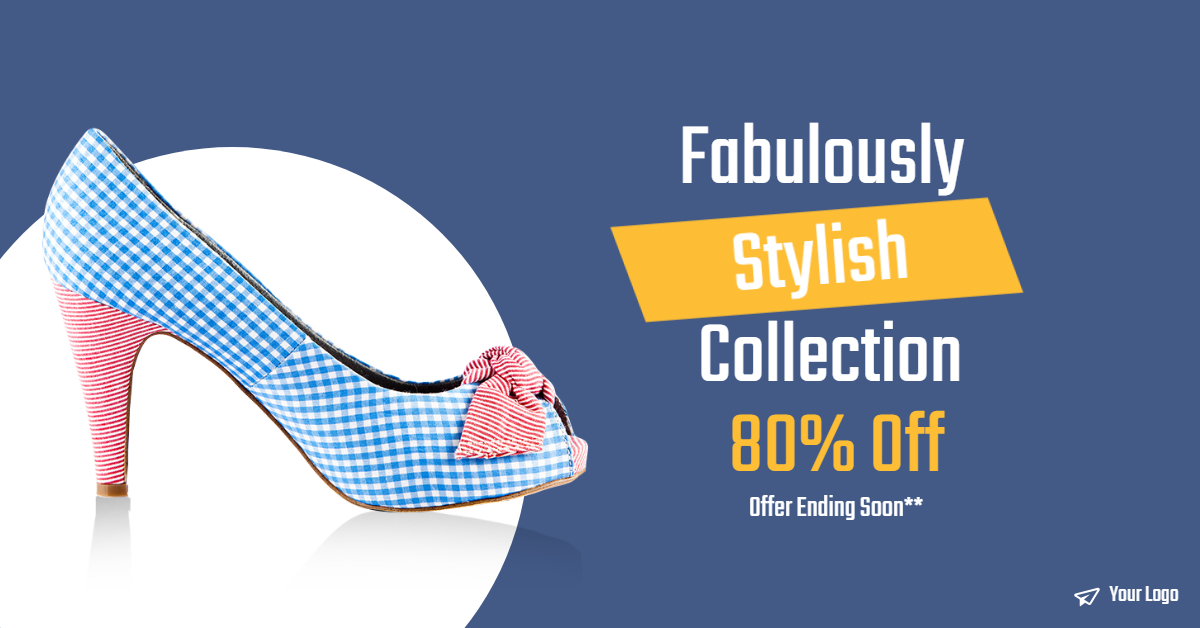 Fabulously
Stylish
Collection
80% Off
Offer Ending Soon**
Your Logo